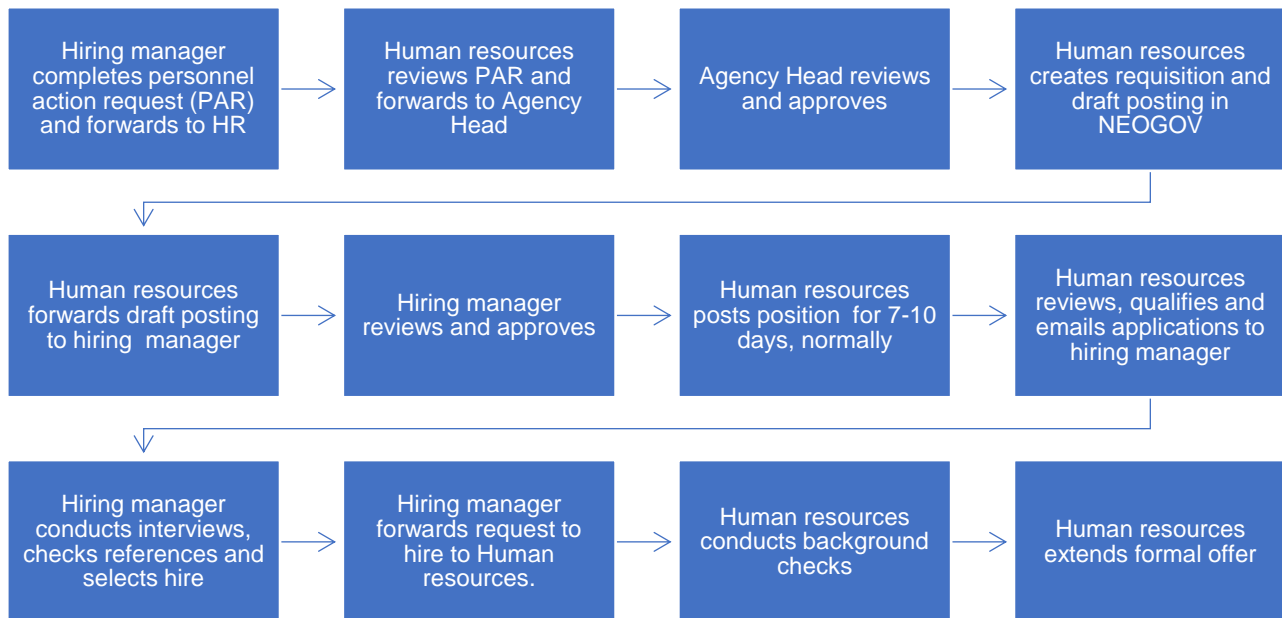 Hiring manager
completes personnel
action request (PAR)
and forwards to HR
Human resources
reviews PAR and
forwards to Agency
Head
Agency Head reviews
and approves
Human resources
creates requisition and
draft posting in
NEOGOV
Human resources
forwards draft posting
to hiring  manager
Hiring manager
reviews and approves
Human resources
posts position  for 7-10
days, normally
Human resources
reviews, qualifies and
emails applications to
hiring manager
Hiring manager
conducts interviews,
checks references and
selects hire
Hiring manager
forwards request to
hire to Human
resources.
Human resources
conducts background
checks
Human resources
extends formal offer